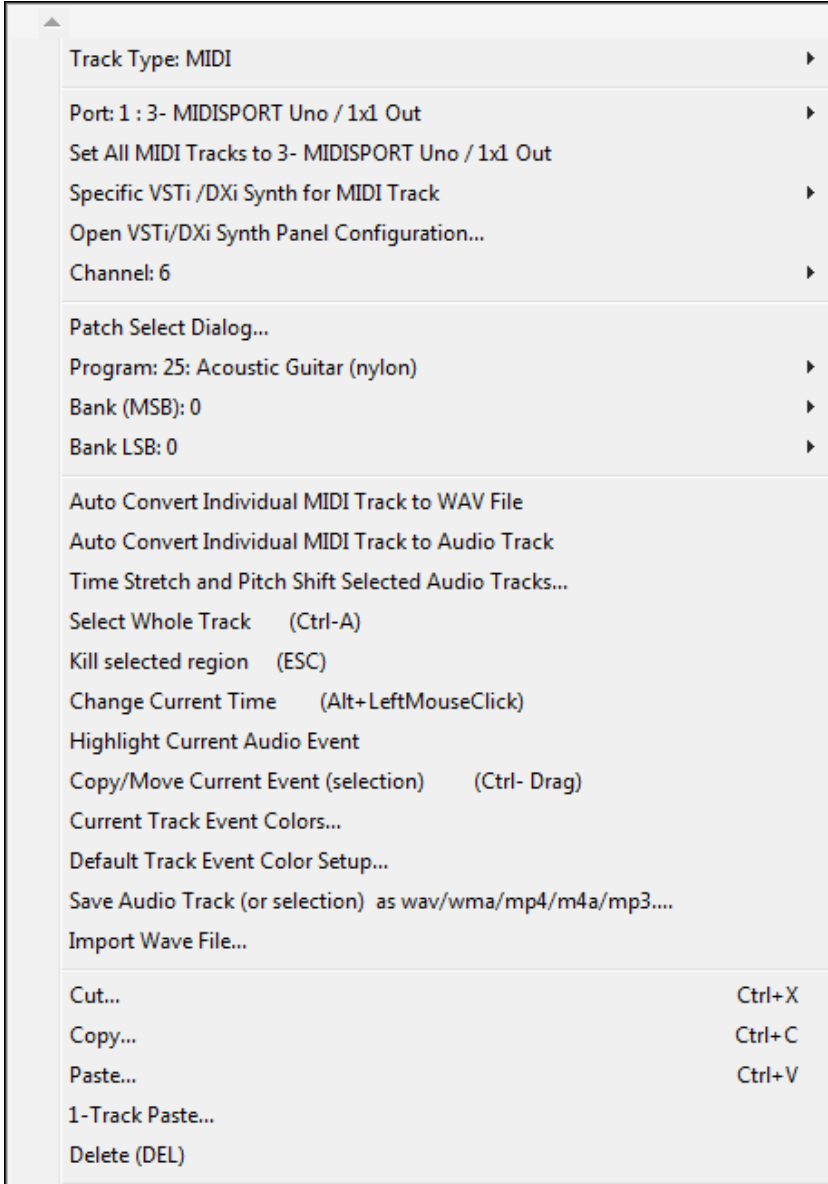 Track Type: MIDI
Port: 1 : 3- MIDISPORT Uno / 1x1 Out
Set All MIDI Tracks to 3- MIDISPORT Uno / 1x1 Out
Specific VSTi /DXi Synth for MIDI Track
Open VSTi/DXi Synth Panel Configuration...
Channel: 6
Patch Select Dialog...
Program: 25: Acoustic Guitar (nylon)
Bank (MSB): 0
Bank LSB: 0
Auto Convert Individual MIDI Track to WAV File
Auto Convert Individual MIDI Track to Audio Track
Time Stretch and Pitch Shift Selected Audio Tracks...
Select Whole Track (Ctrl-A)
Kill selected region (ESC)
Change Current Time (Alt+LeftMouseClick)
Highlight Current Audio Event
Copy/Move Current Event (selection) (Ctrl- Drag)
Current Track Event Colors...
Default Track Event Color Setup...
Save Audio Track (or selection) as wav/wma/mp4/m4a/mp3....
Import Wave File...
Cut... Ctrl+X
Copy... Ctrl+C
Paste... Ctrl+V
1-Track Paste...
Delete (DEL)